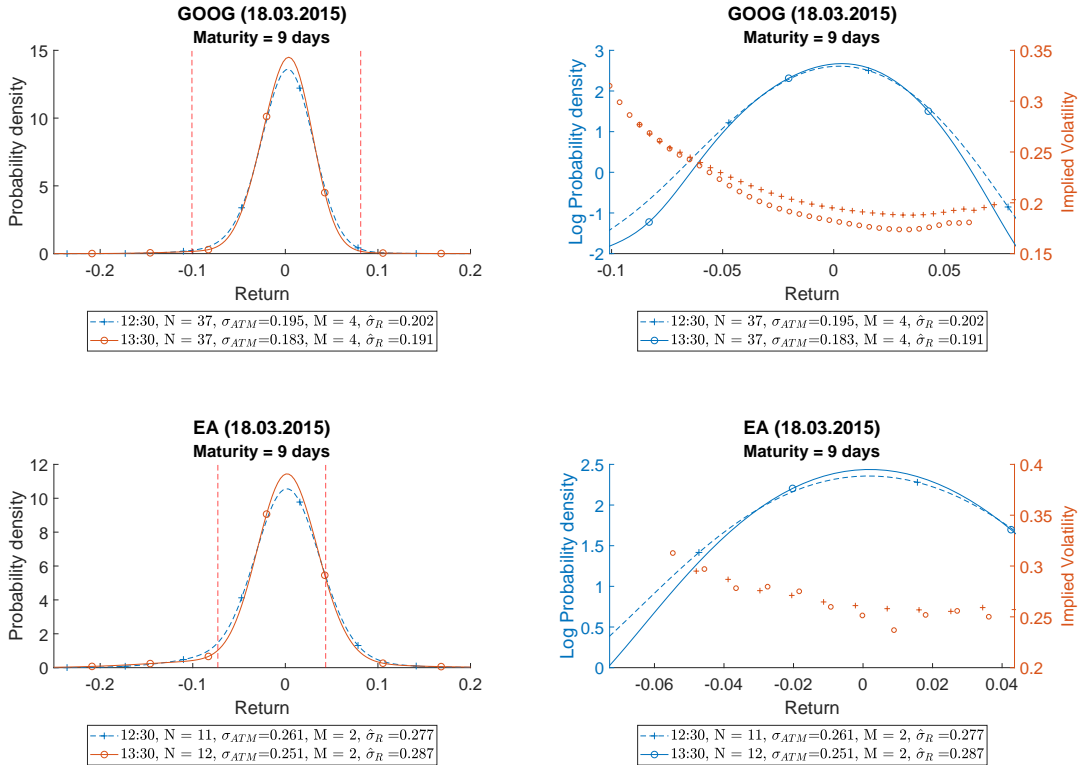 GOOG (18.03.2015)
Maturity = 9 days
15
10
5
0
Probability density
-0.2 -0.1 0 0.1 0.2
Return
12:30, N = 37, σ_ATM=0.195, M = 4, σ̂_R=0.202
13:30, N = 37, σ_ATM=0.183, M = 4, σ̂_R=0.191
GOOG (18.03.2015)
Maturity = 9 days
3
2
1
0
-1
-2
Log Probability density
0.35
0.3
0.25
0.2
0.15
Implied Volatility
-0.1 -0.05 0 0.05
Return
12:30, N = 37, σ_ATM=0.195, M = 4, σ̂_R=0.202
13:30, N = 37, σ_ATM=0.183, M = 4, σ̂_R=0.191
EA (18.03.2015)
Maturity = 9 days
12
10
8
6
4
2
0
Probability density
-0.2 -0.1 0 0.1 0.2
Return
12:30, N = 11, σ_ATM=0.261, M = 2, σ̂_R=0.277
13:30, N = 12, σ_ATM=0.251, M = 2, σ̂_R=0.287
EA (18.03.2015)
Maturity = 9 days
2.5
2
1.5
1
0.5
0
Log Probability density
0.4
0.35
0.3
0.25
0.2
Implied Volatility
-0.06 -0.04 -0.02 0 0.02 0.04
Return
12:30, N = 11, σ_ATM=0.261, M = 2, σ̂_R=0.277
13:30, N = 12, σ_ATM=0.251, M = 2, σ̂_R=0.287